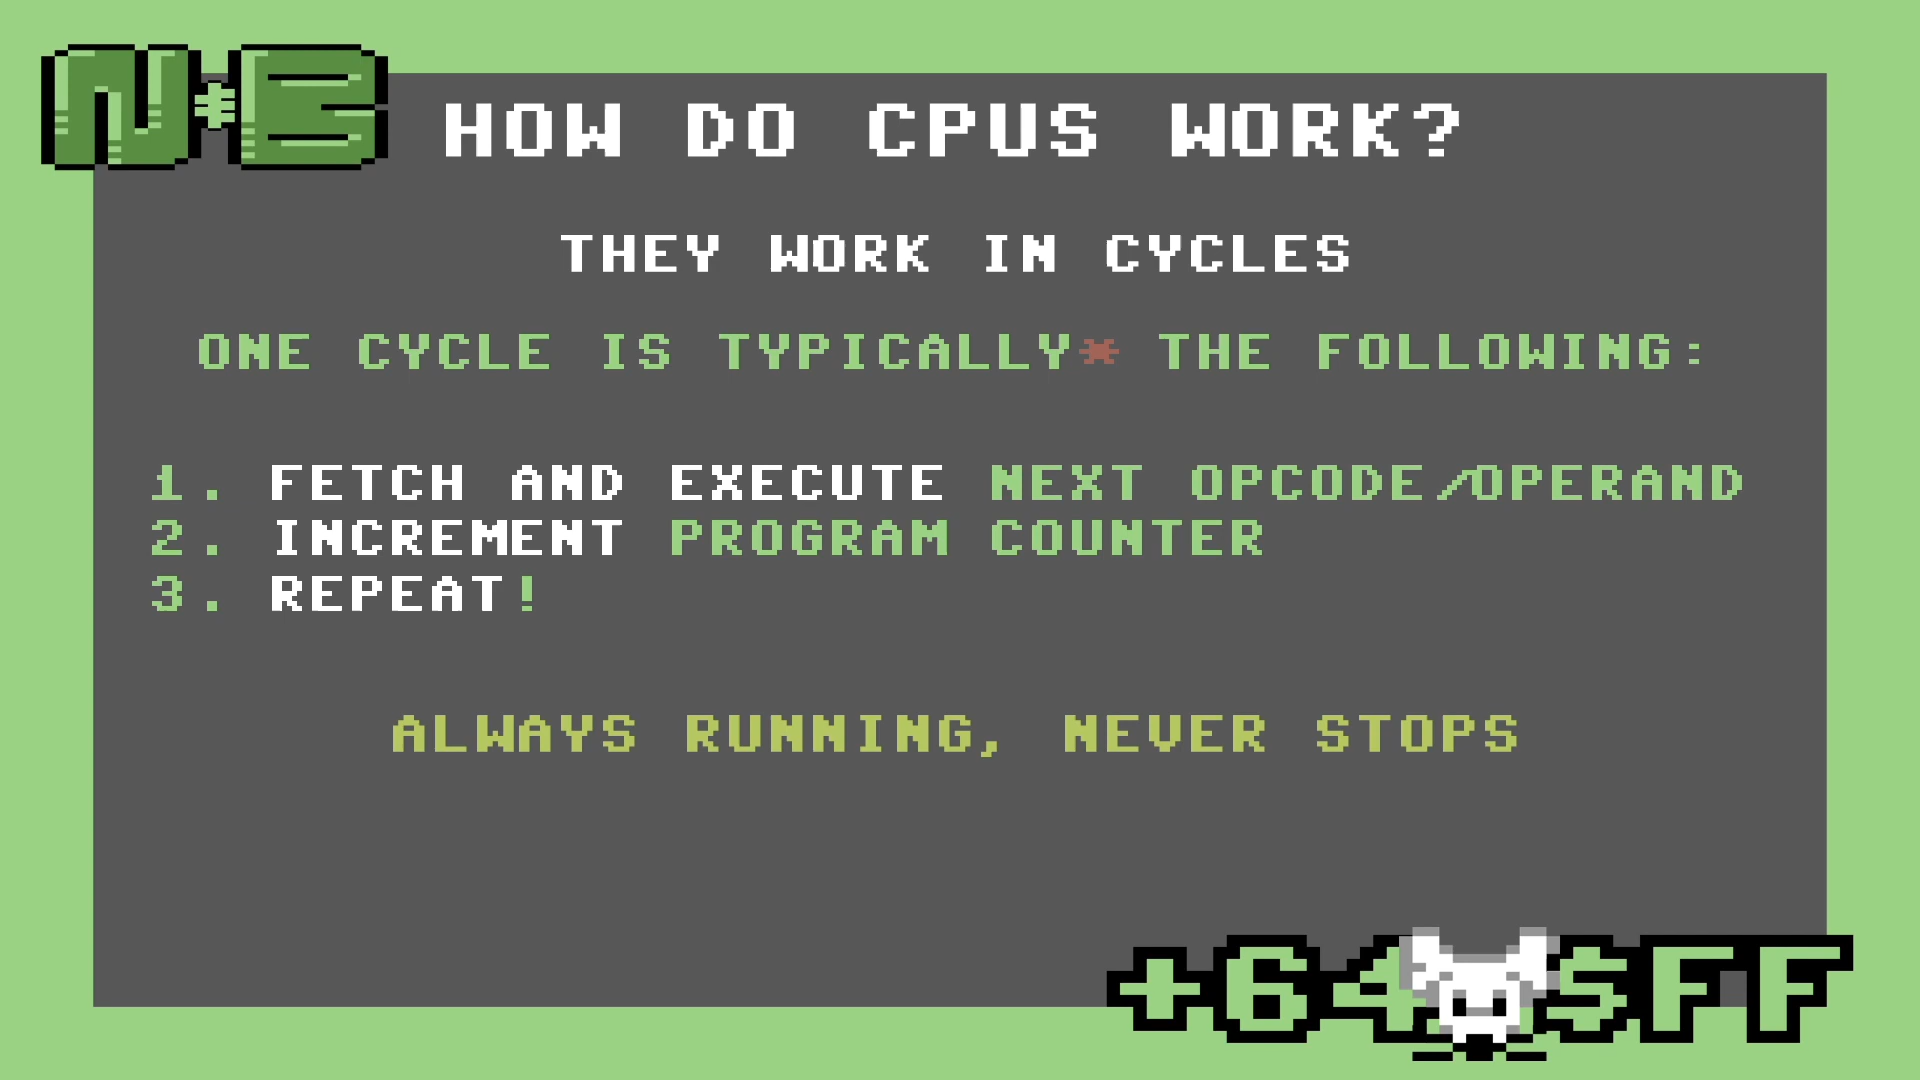 N*B
HOW DO CPUS WORK?
THEY WORK IN CYCLES
ONE CYCLE IS TYPICALLY* THE FOLLOWING:
1. FETCH AND EXECUTE NEXT OPCODE/OPERAND
2. INCREMENT PROGRAM COUNTER
3. REPEAT!
ALWAYS RUNNING, NEVER STOPS
+64 $FF